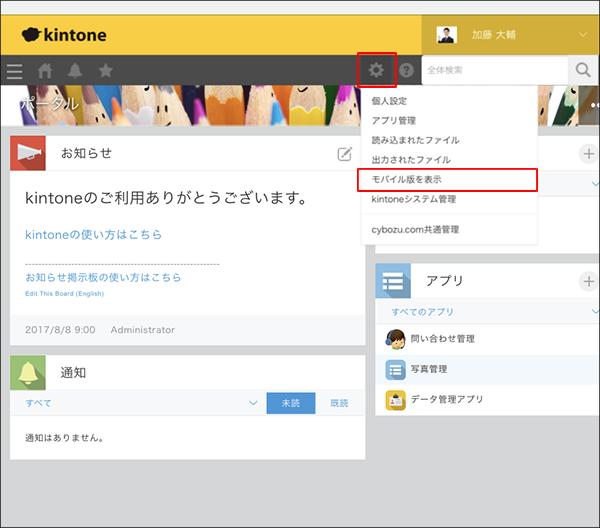 kintone
加藤 大輔
全体検索
ポータル
個人設定
アプリ管理
読み込まれたファイル
出力されたファイル
モバイル版を表示
kintoneシステム管理
cybozu.com共通管理
お知らせ
kintoneのご利用ありがとうございます。
kintoneの使い方はこちら
------------------------------------------------------------
お知らせ掲示板の使い方はこちら
Edit This Board (English)
2017/8/8 9:00 Administrator
通知
すべて
未読
既読
通知はありません。
アプリ
すべてのアプリ
問い合わせ管理
写真管理
データ管理アプリ